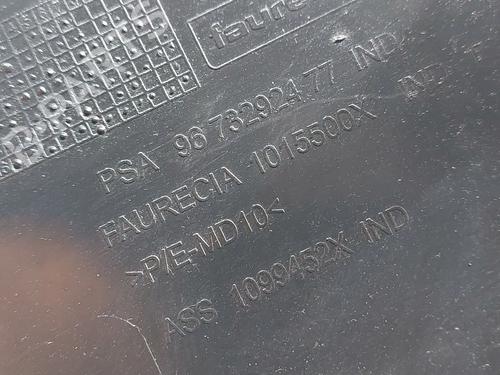 faure
PSA 96 732924 77 IND
FAURECIA 1015500X IND
>P/E-MD10<
ASS 1099452X IND